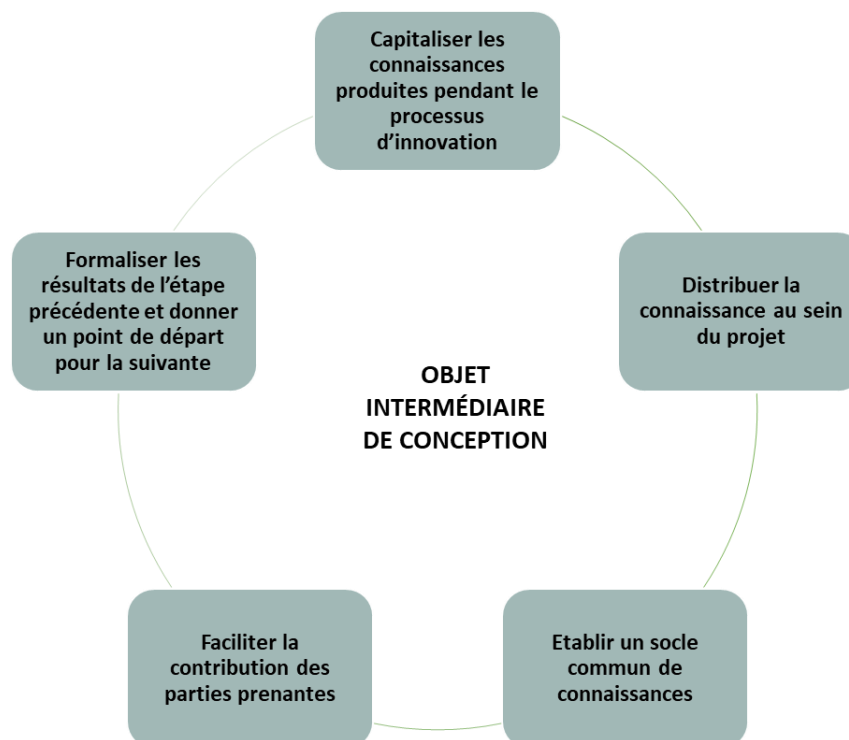 Capitaliser les
connaissances
produites pendant le
processus
d’innovation
Formaliser les
résultats de l’étape
précédente et donner
un point de départ
pour la suivante
Distribuer la
connaissance au sein
du projet
OBJET
INTERMÉDIAIRE
DE CONCEPTION
Faciliter la
contribution des
parties prenantes
Etablir un socle
commun de
connaissances